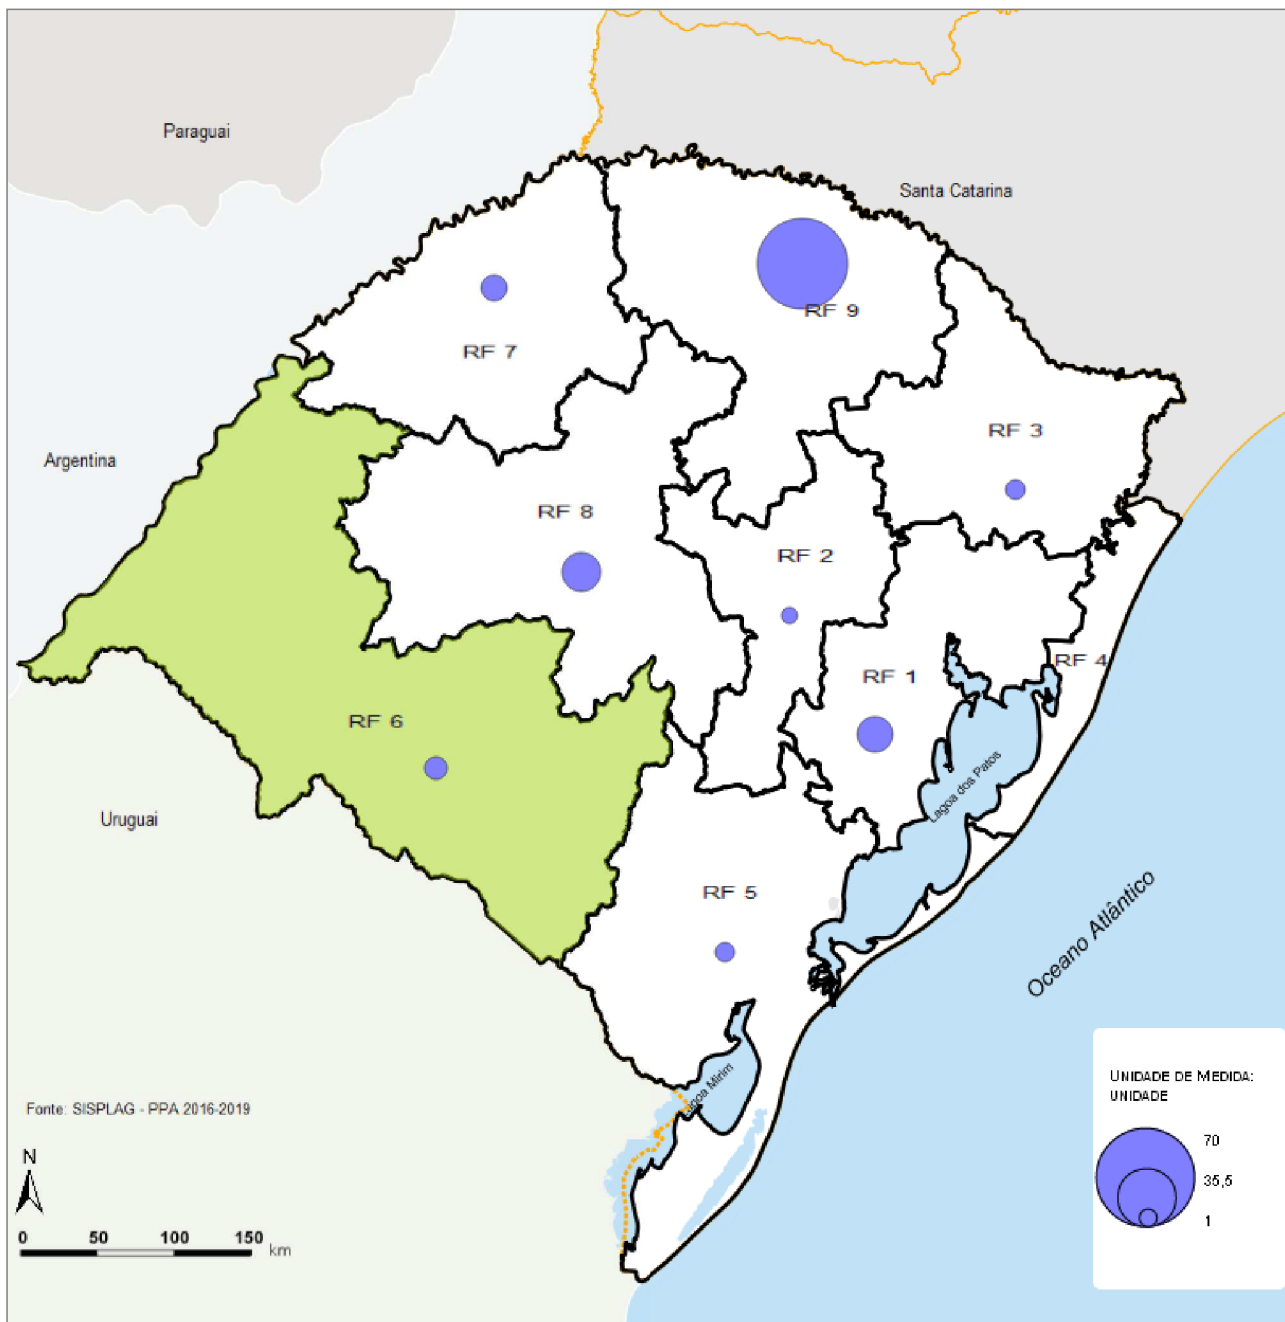 Paraguai
Santa Catarina
RF 9
RF 7
RF 3
Argentina
RF 8
RF 2
RF 4
RF 1
RF 6
Lagoa dos Patos
Uruguai
RF 5
Oceano Atlântico
Lagoa Mirim
UNIDADE DE MEDIDA:
UNIDADE
70
35,5
1
Fonte: SISPLAG - PPA 2016-2019
N
0 50 100 150 km